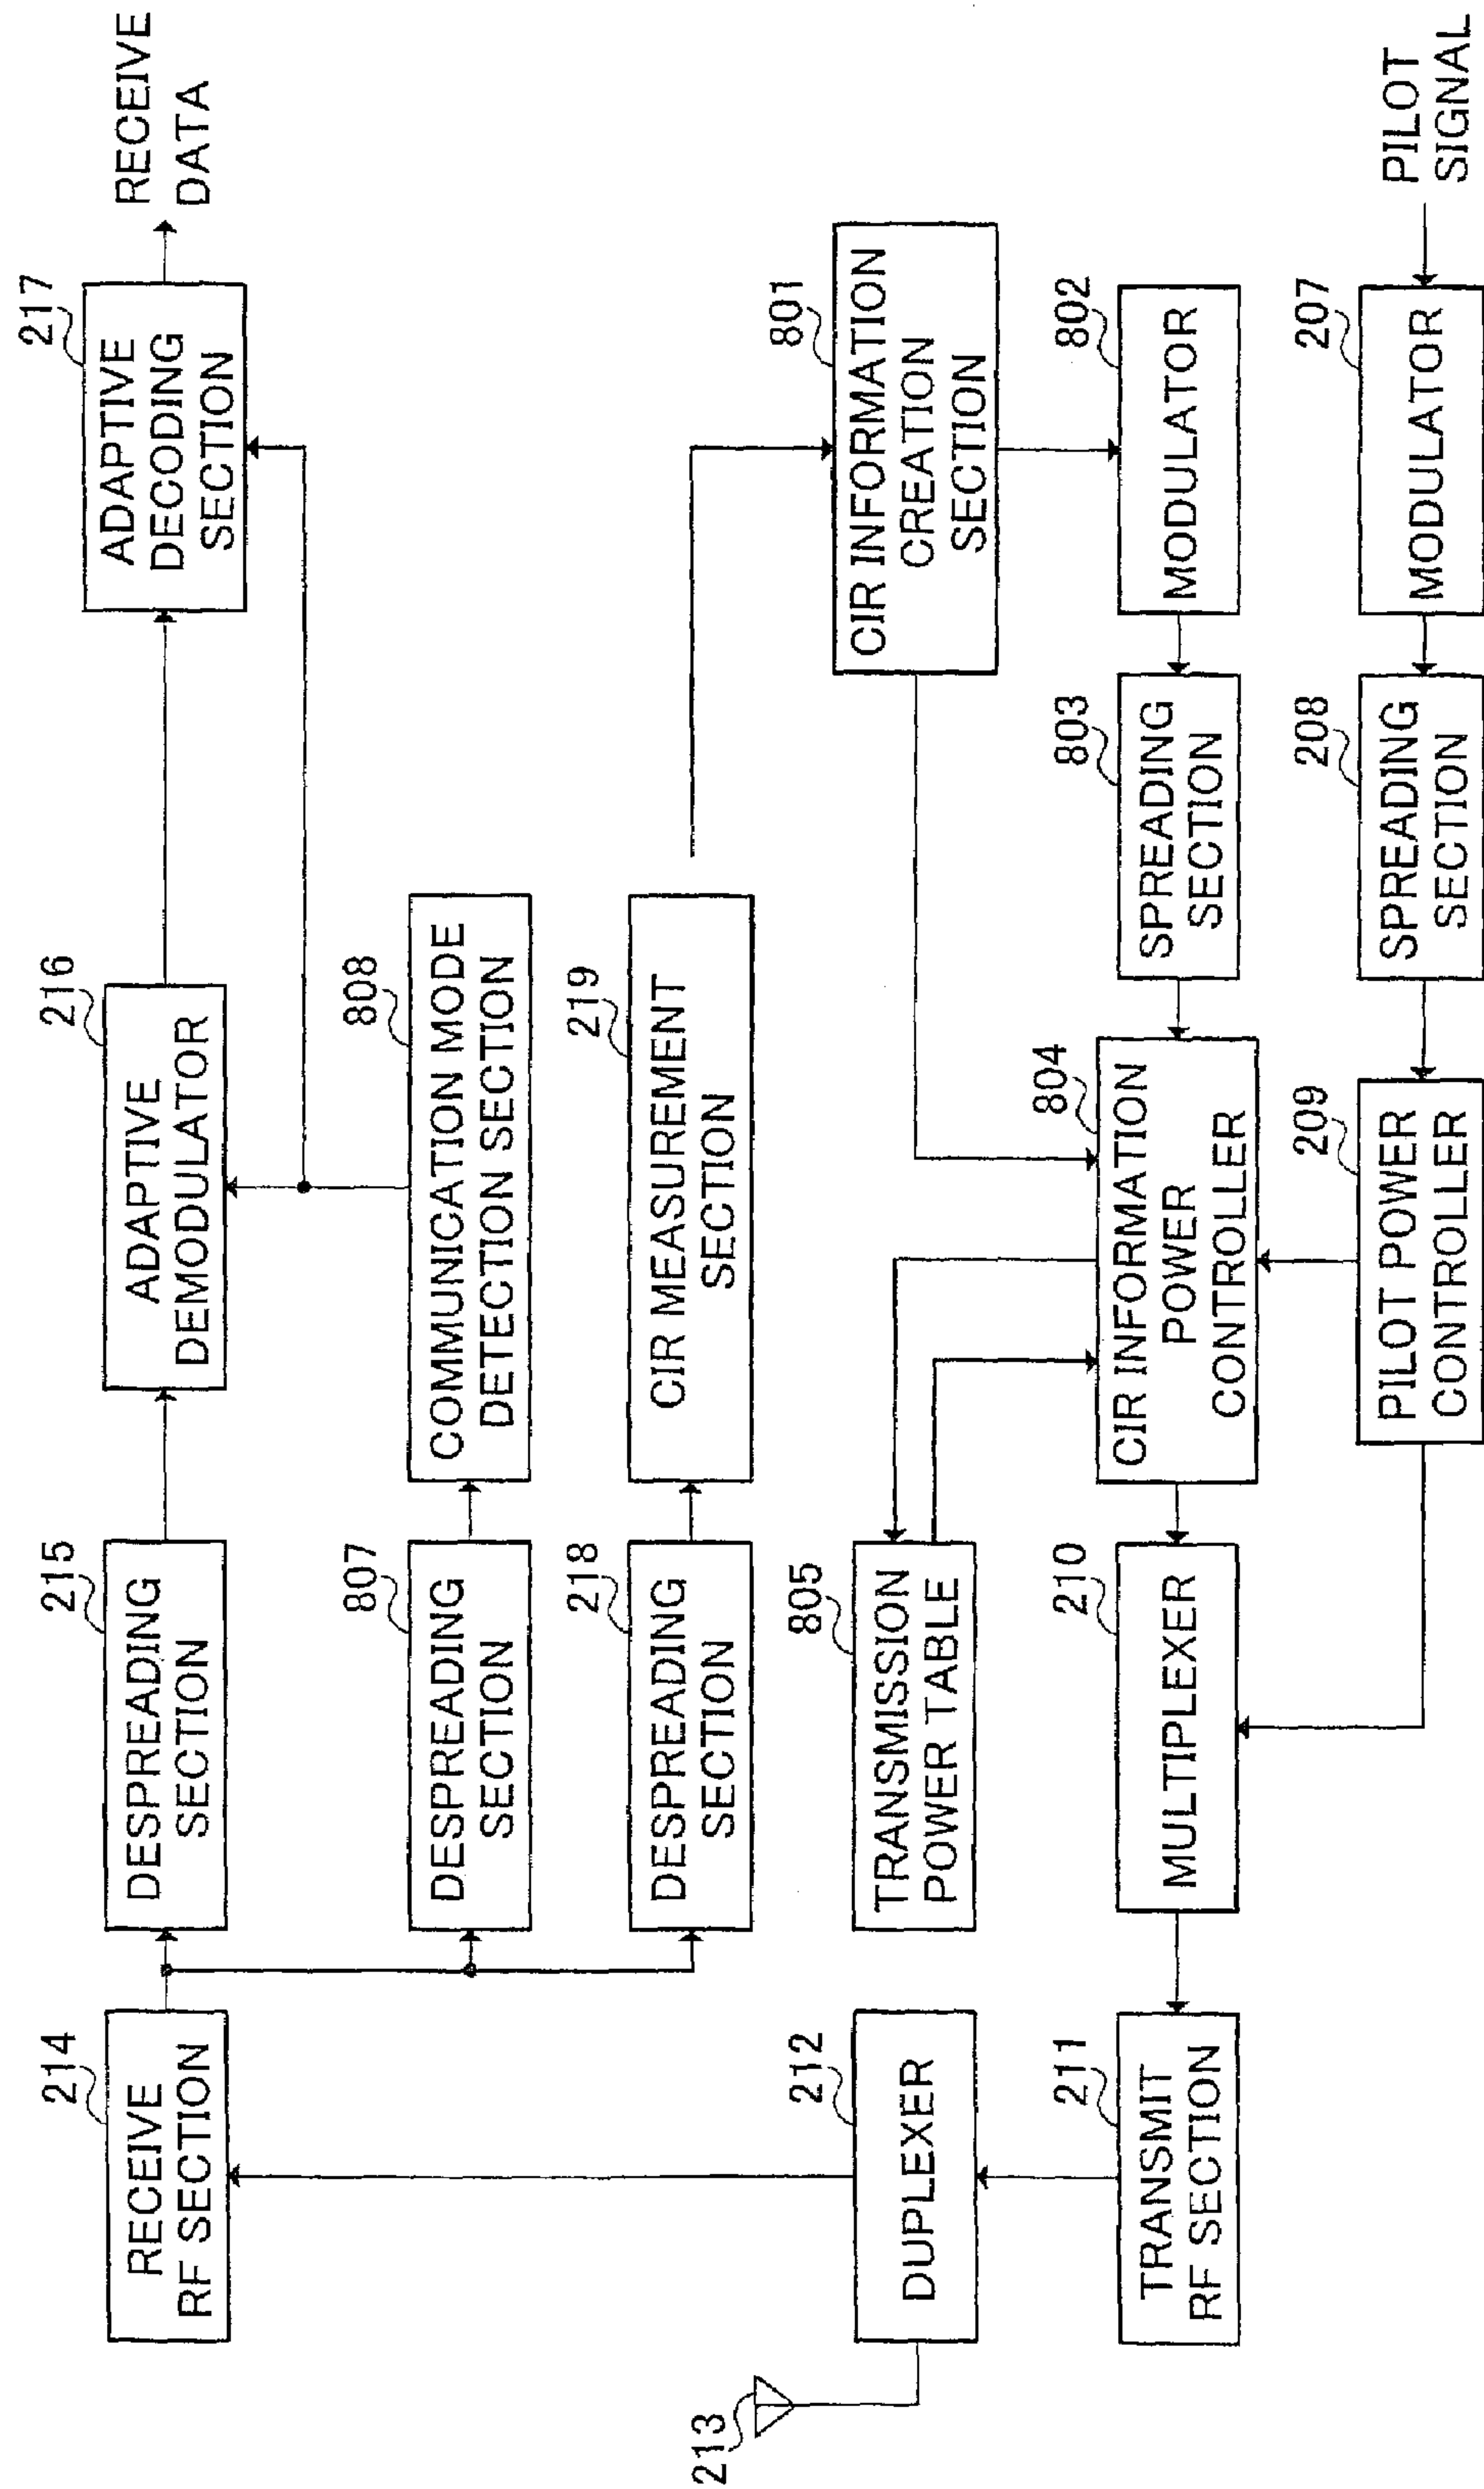 214
RECEIVE
RF SECTION
215
DESPREADING
SECTION
216
ADAPTIVE
DEMODULATOR
217
ADAPTIVE
DECODING
SECTION
RECEIVE
DATA
807
DESPREADING
SECTION
808
COMMUNICATION MODE
DETECTION SECTION
218
DESPREADING
SECTION
219
CIR MEASUREMENT
SECTION
213
212
DUPLEXER
805
TRANSMISSION
POWER TABLE
801
CIR INFORMATION
CREATION
SECTION
211
TRANSMIT
RF SECTION
210
MULTIPLEXER
804
CIR INFORMATION
POWER
CONTROLLER
803
SPREADING
SECTION
802
MODULATOR
209
PILOT POWER
CONTROLLER
208
SPREADING
SECTION
207
MODULATOR
PILOT
SIGNAL